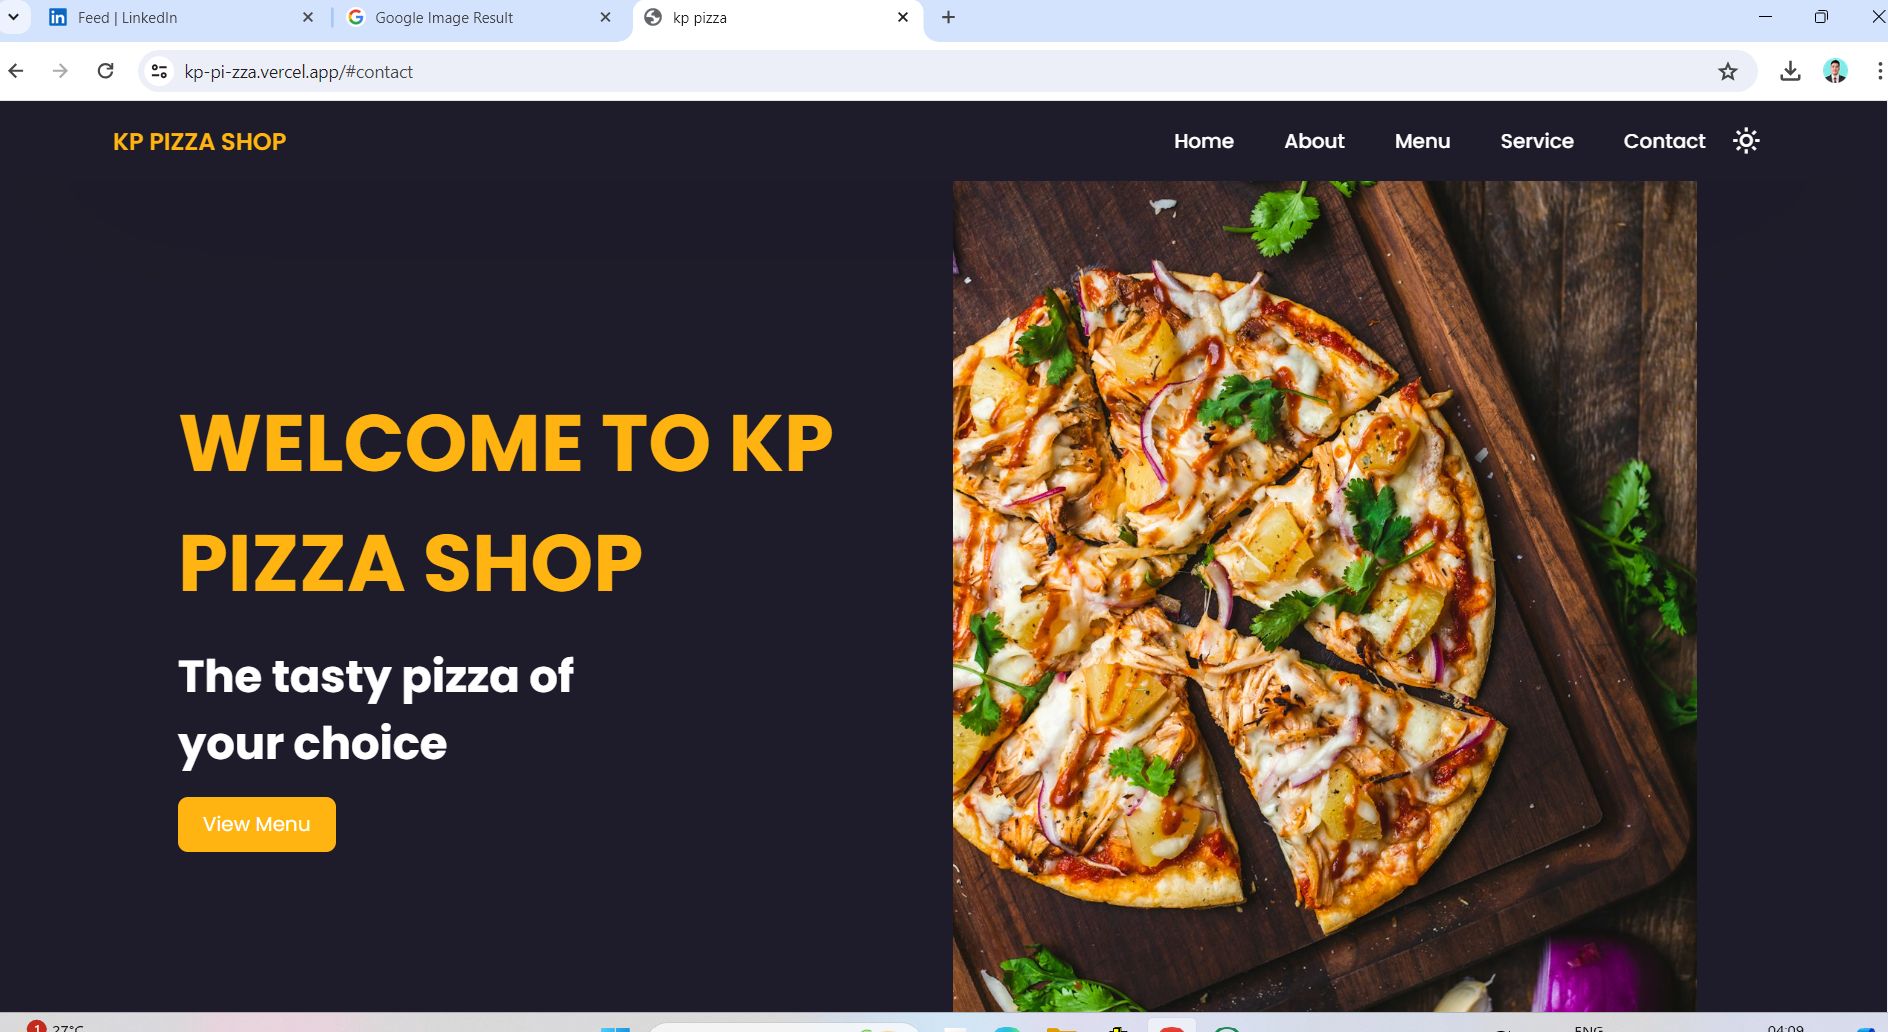 Feed | LinkedIn
Google Image Result
kp pizza
kp-pi-zza.vercel.app/#contact
KP PIZZA SHOP
Home
About
Menu
Service
Contact
WELCOME TO KP
PIZZA SHOP
The tasty pizza of
your choice
View Menu
1
27°C
ENG
04:09